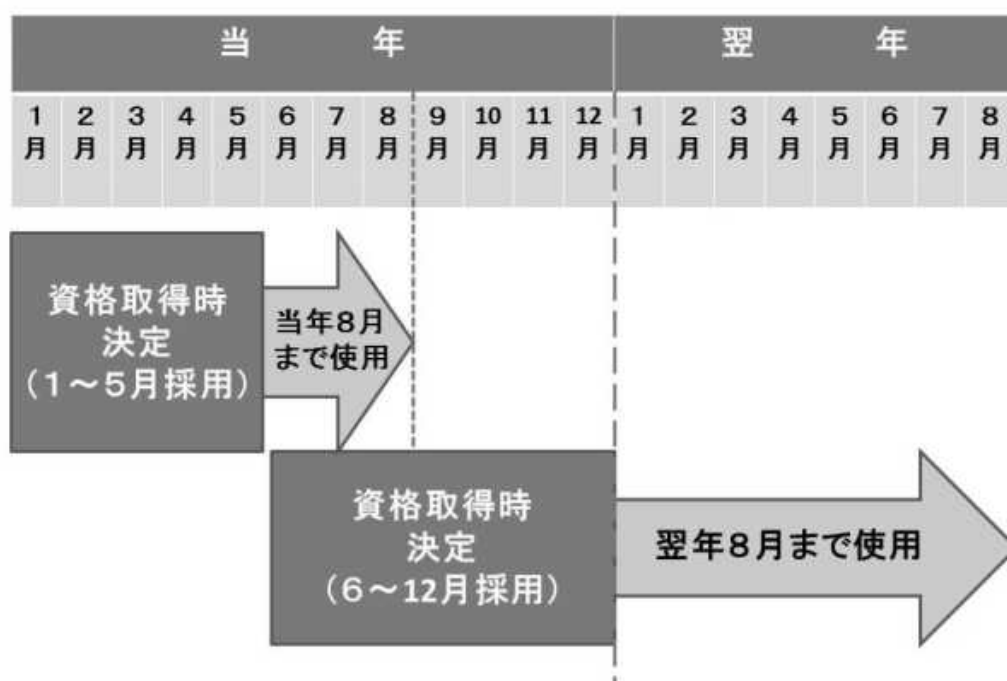 当 年 翌 年
1月 2月 3月 4月 5月 6月 7月 8月 9月 10月 11月 12月 1月 2月 3月 4月 5月 6月 7月 8月
資格取得時
決定
(1～5月採用)
当年8月
まで使用
資格取得時
決定
(6～12月採用)
翌年8月まで使用